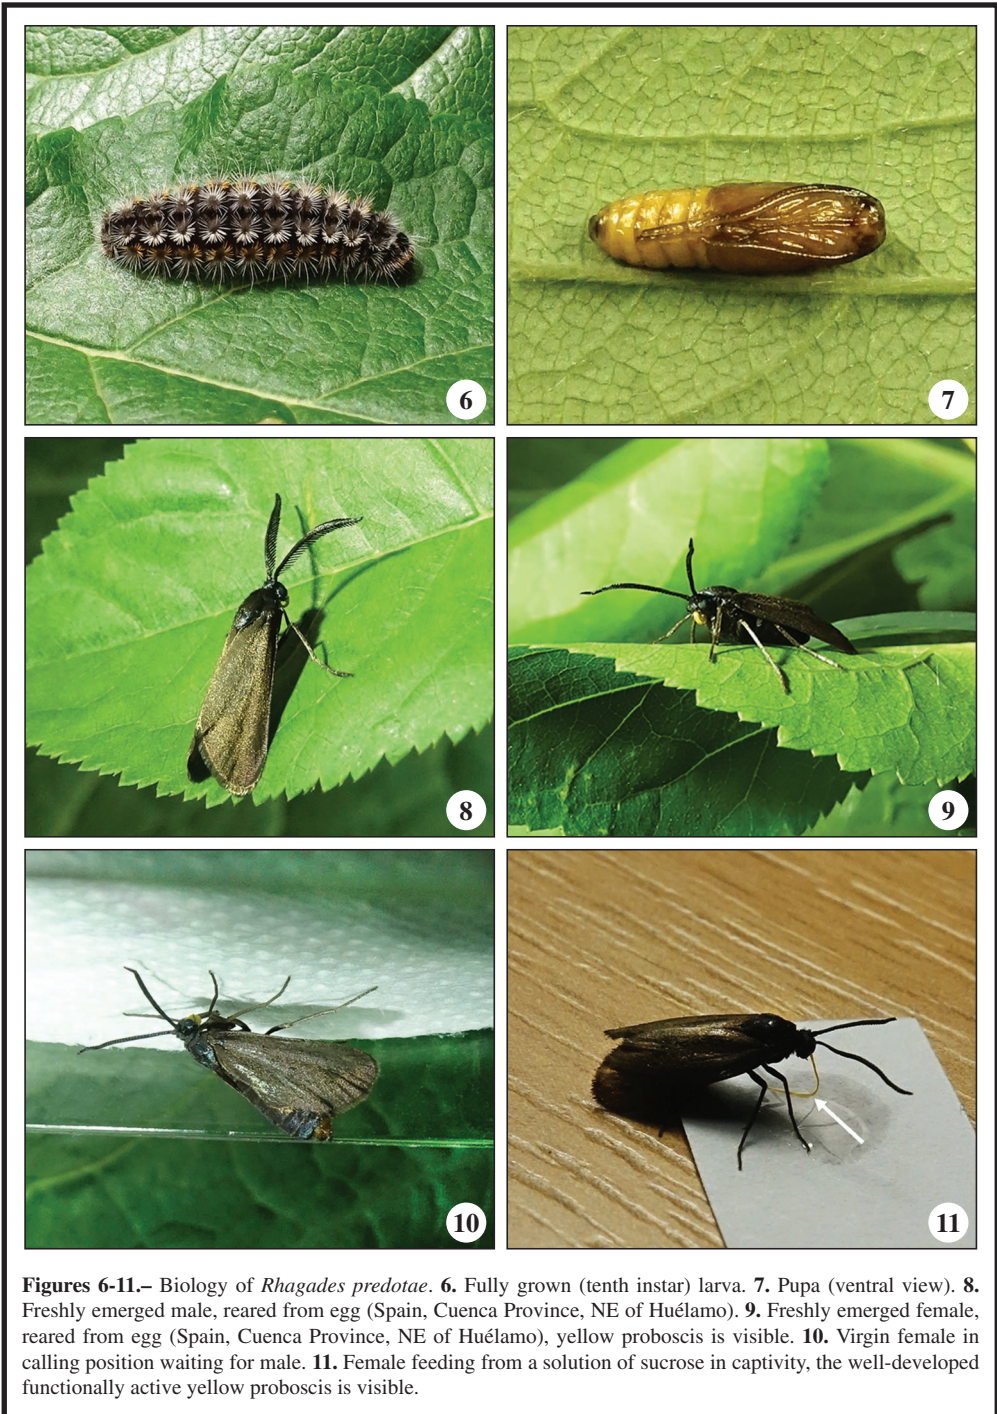 6
7
8
9
10
11
Figures 6-11.– Biology of Rhagades predotae. 6. Fully grown (tenth instar) larva. 7. Pupa (ventral view). 8.
Freshly emerged male, reared from egg (Spain, Cuenca Province, NE of Huélamo). 9. Freshly emerged female,
reared from egg (Spain, Cuenca Province, NE of Huélamo), yellow proboscis is visible. 10. Virgin female in
calling position waiting for male. 11. Female feeding from a solution of sucrose in captivity, the well-developed
functionally active yellow proboscis is visible.